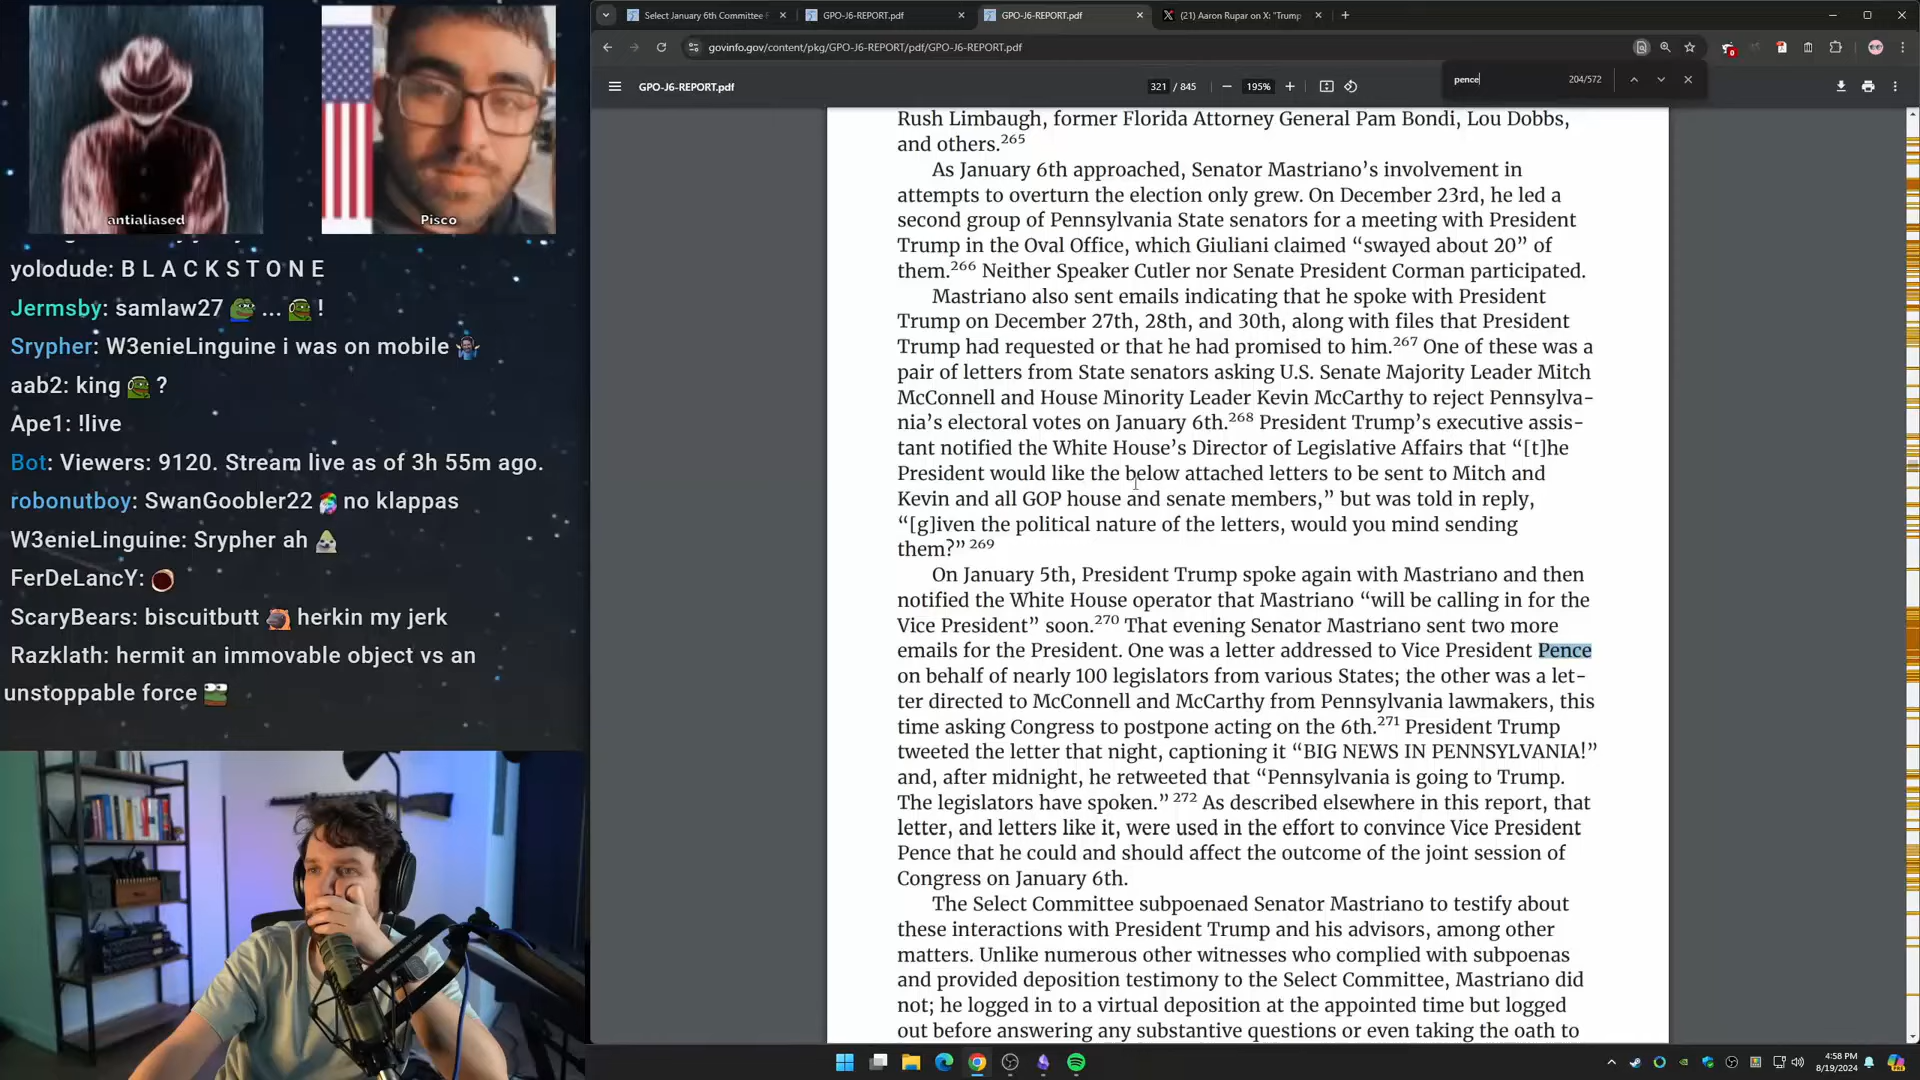 Select January 6th Committee F
GPO-J6-REPORT.pdf
GPO-J6-REPORT.pdf
(21) Aaron Rupar on X: "Trump
govinfo.gov/content/pkg/GPO-J6-REPORT/pdf/GPO-J6-REPORT.pdf
GPO-J6-REPORT.pdf
321 / 845
195%
pence
204/572
antialiased
Pisco
yolodude: B L A C K S T O N E
Jermsby: samlaw27 ... !
Srypher: W3enieLinguine i was on mobile
aab2: king ?
Ape1: !live
Bot: Viewers: 9120. Stream live as of 3h 55m ago.
robonutboy: SwanGoobler22 no klappas
W3enieLinguine: Srypher ah
FerDeLancY:
ScaryBears: biscuitbutt herkin my jerk
Razklath: hermit an immovable object vs an
unstoppable force
Rush Limbaugh, former Florida Attorney General Pam Bondi, Lou Dobbs,
and others.265
As January 6th approached, Senator Mastriano’s involvement in
attempts to overturn the election only grew. On December 23rd, he led a
second group of Pennsylvania State senators for a meeting with President
Trump in the Oval Office, which Giuliani claimed “swayed about 20” of
them.266 Neither Speaker Cutler nor Senate President Corman participated.
Mastriano also sent emails indicating that he spoke with President
Trump on December 27th, 28th, and 30th, along with files that President
Trump had requested or that he had promised to him.267 One of these was a
pair of letters from State senators asking U.S. Senate Majority Leader Mitch
McConnell and House Minority Leader Kevin McCarthy to reject Pennsylva-
nia’s electoral votes on January 6th.268 President Trump’s executive assis-
tant notified the White House’s Director of Legislative Affairs that “[t]he
President would like the below attached letters to be sent to Mitch and
Kevin and all GOP house and senate members,” but was told in reply,
“[g]iven the political nature of the letters, would you mind sending
them?” 269
On January 5th, President Trump spoke again with Mastriano and then
notified the White House operator that Mastriano “will be calling in for the
Vice President” soon.270 That evening Senator Mastriano sent two more
emails for the President. One was a letter addressed to Vice President Pence
on behalf of nearly 100 legislators from various States; the other was a let-
ter directed to McConnell and McCarthy from Pennsylvania lawmakers, this
time asking Congress to postpone acting on the 6th.271 President Trump
tweeted the letter that night, captioning it “BIG NEWS IN PENNSYLVANIA!”
and, after midnight, he retweeted that “Pennsylvania is going to Trump.
The legislators have spoken.” 272 As described elsewhere in this report, that
letter, and letters like it, were used in the effort to convince Vice President
Pence that he could and should affect the outcome of the joint session of
Congress on January 6th.
The Select Committee subpoenaed Senator Mastriano to testify about
these interactions with President Trump and his advisors, among other
matters. Unlike numerous other witnesses who complied with subpoenas
and provided deposition testimony to the Select Committee, Mastriano did
not; he logged in to a virtual deposition at the appointed time but logged
out before answering any substantive questions or even taking the oath to
4:58 PM
8/19/2024